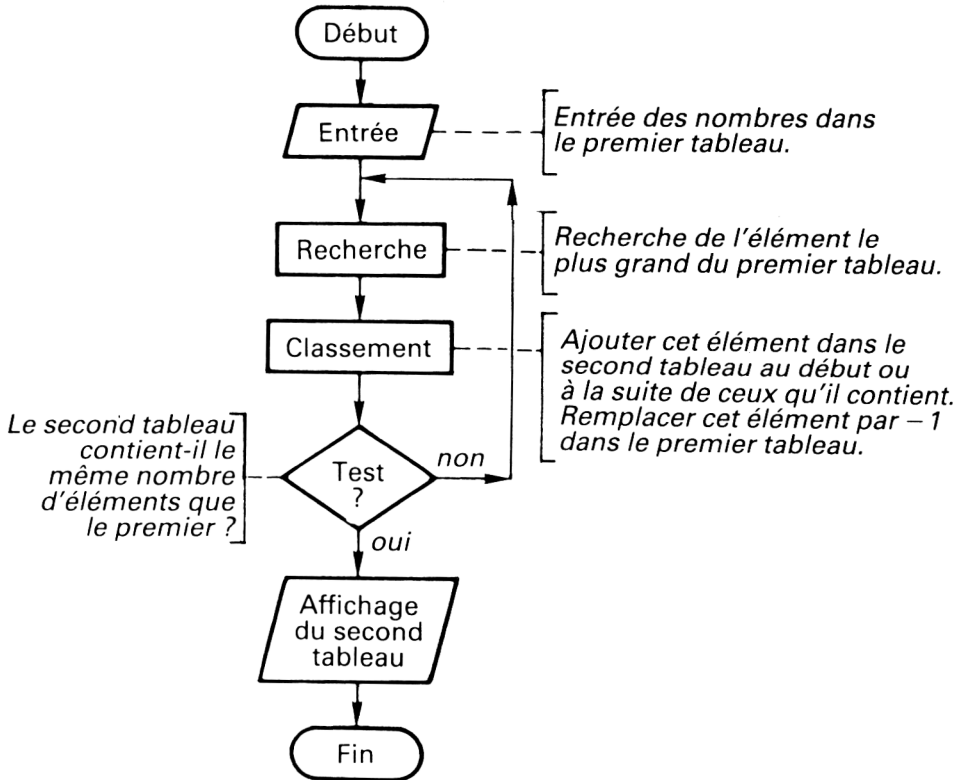 Début
Entrée
Entrée des nombres dans
le premier tableau.
Recherche
Recherche de l'élément le
plus grand du premier tableau.
Classement
Ajouter cet élément dans le
second tableau au début ou
à la suite de ceux qu'il contient.
Remplacer cet élément par – 1
dans le premier tableau.
Le second tableau
contient-il le
même nombre
d'éléments que
le premier ?
Test
?
non
oui
Affichage
du second
tableau
Fin